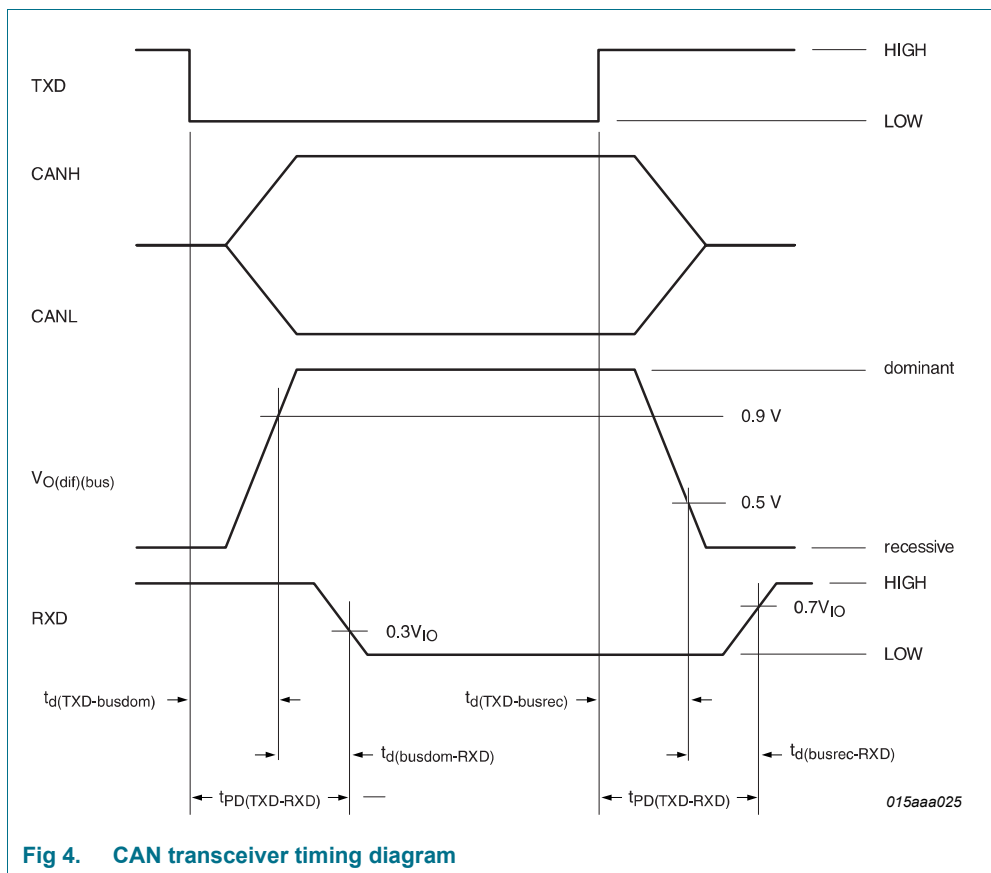 HIGH
TXD
LOW
CANH
CANL
dominant
0.9 V
VO(dif)(bus)
0.5 V
recessive
HIGH
RXD
0.3VIO
0.7VIO
LOW
td(TXD-busdom)
td(TXD-busrec)
td(busdom-RXD)
td(busrec-RXD)
tPD(TXD-RXD)
tPD(TXD-RXD)
015aaa025
Fig 4. CAN transceiver timing diagram